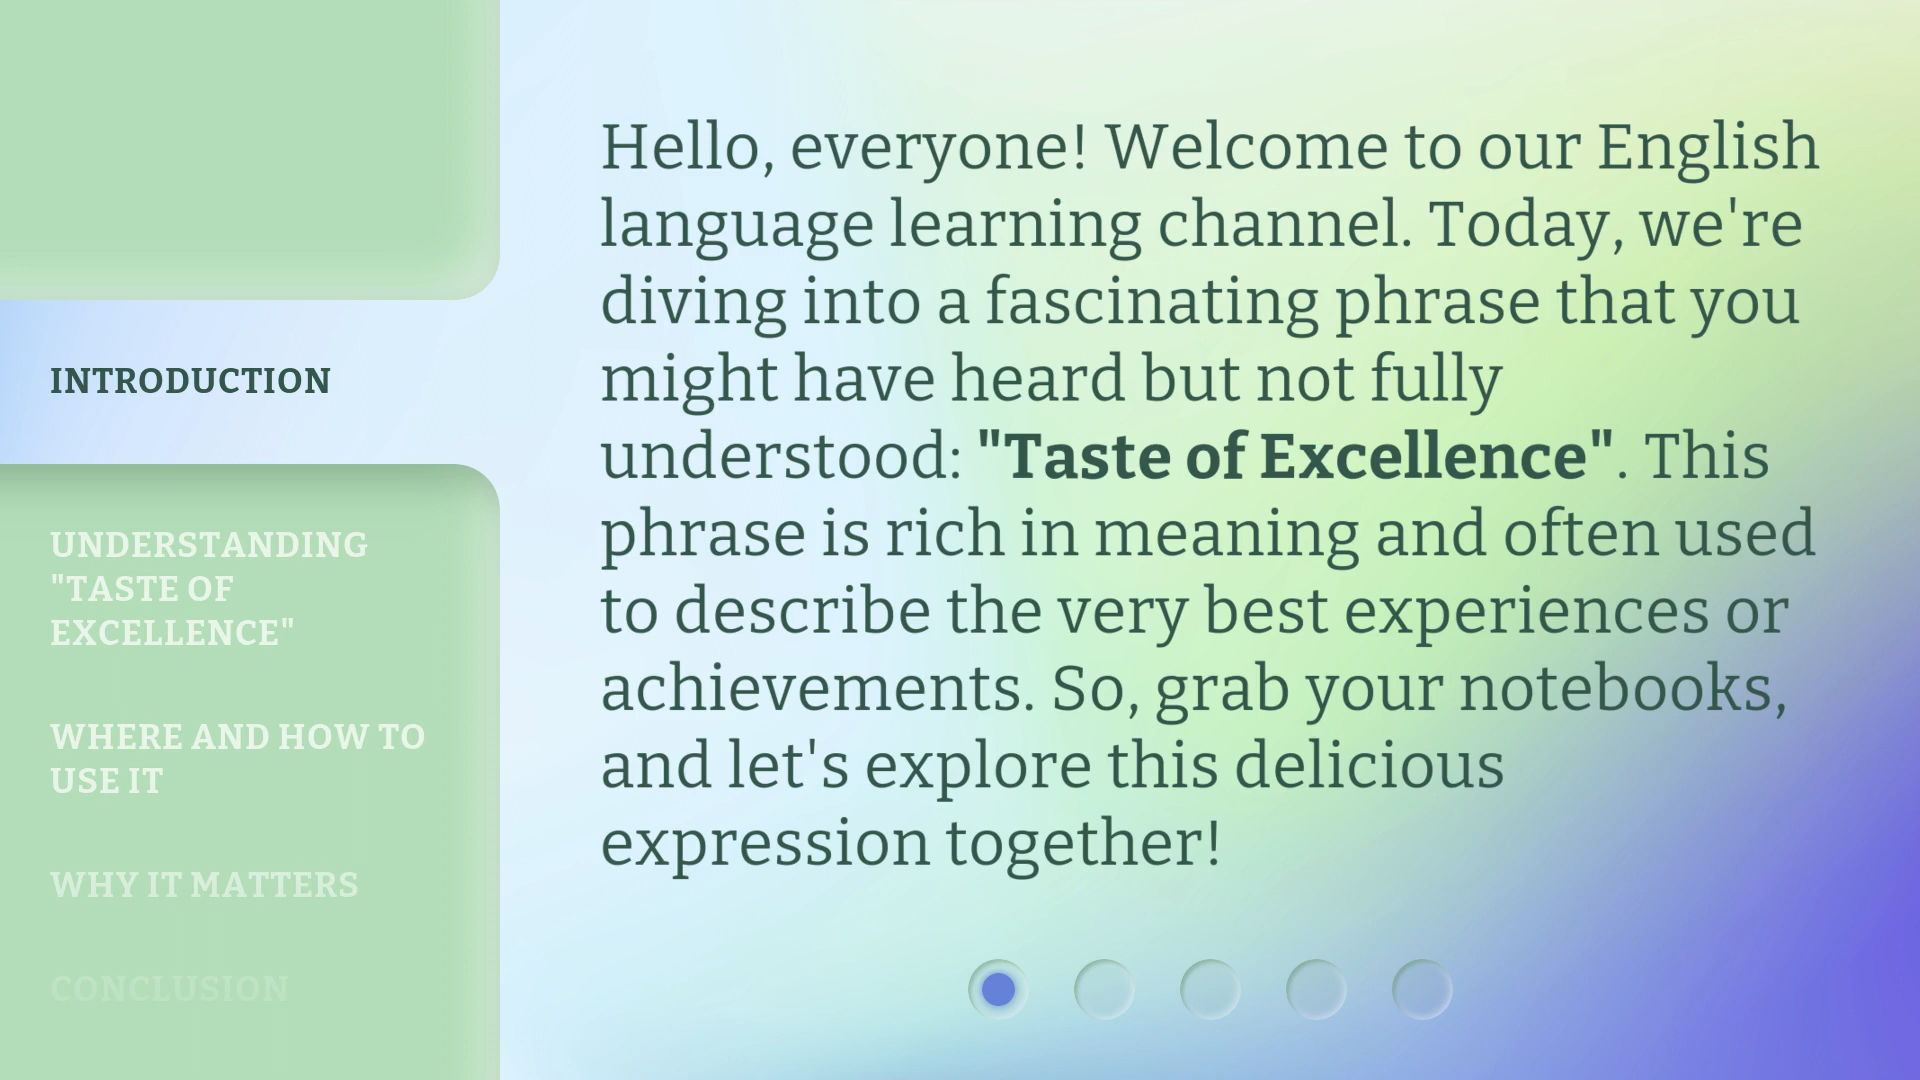 INTRODUCTION
UNDERSTANDING
"TASTE OF
EXCELLENCE"
WHERE AND HOW TO
USE IT
WHY IT MATTERS
CONCLUSION
Hello, everyone! Welcome to our English
language learning channel. Today, we're
diving into a fascinating phrase that you
might have heard but not fully
understood: "Taste of Excellence". This
phrase is rich in meaning and often used
to describe the very best experiences or
achievements. So, grab your notebooks,
and let's explore this delicious
expression together!